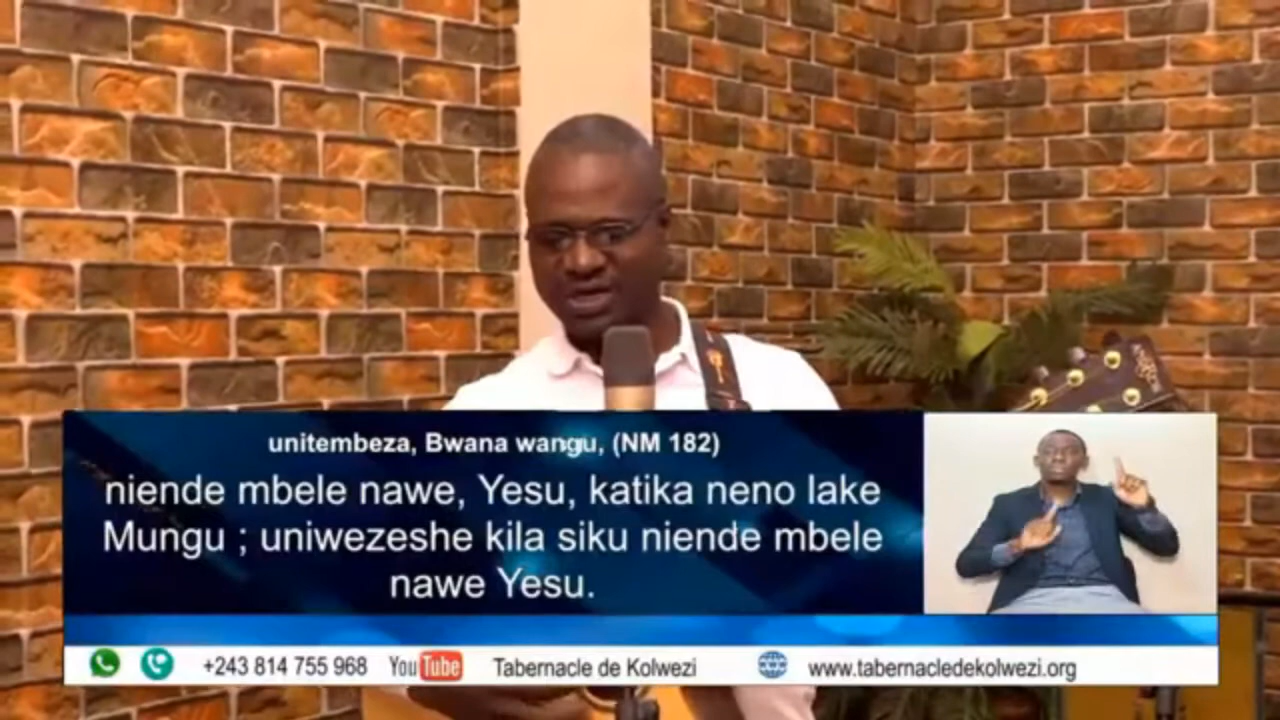 unitembeza, Bwana wangu, (NM 182)
niende mbele nawe, Yesu, katika neno lake
Mungu ; uniwezeshe kila siku niende mbele
nawe Yesu.
+243 814 755 968 YouTube Tabernacle de Kolwezi www.tabernacledekolwezi.org